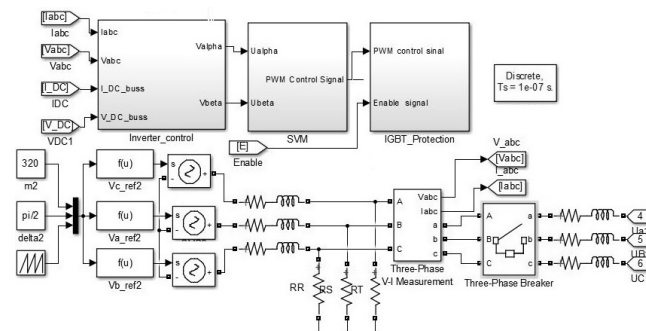 [Iabc]
Iabc
[Vabc]
Vabc
[I_DC]
IDC
[V_DC]
VDC1
Iabc
Vabc
I_DC_buss
V_DC_buss
Valpha
Vbeta
Inverter_control
Ualpha
PWM Control Signal
Ubeta
SVM
PWM control sinal
Enable signal
IGBT_Protection
[E]
Enable
Discrete,
Ts = 1e-07 s.
320
m2
pi/2
delta2
f(u)
Vc_ref2
f(u)
Va_ref2
f(u)
Vb_ref2
s
-
+
s
-
+
s
-
+
+
+
+
RR
RS
RT
A
B
C
Vabc
Iabc
a
b
c
Three-Phase
V-I Measurement
V_abc
[Vabc]
I_abc
[Iabc]
A
B
C
a
b
c
Three-Phase Breaker
4
5
6
UC